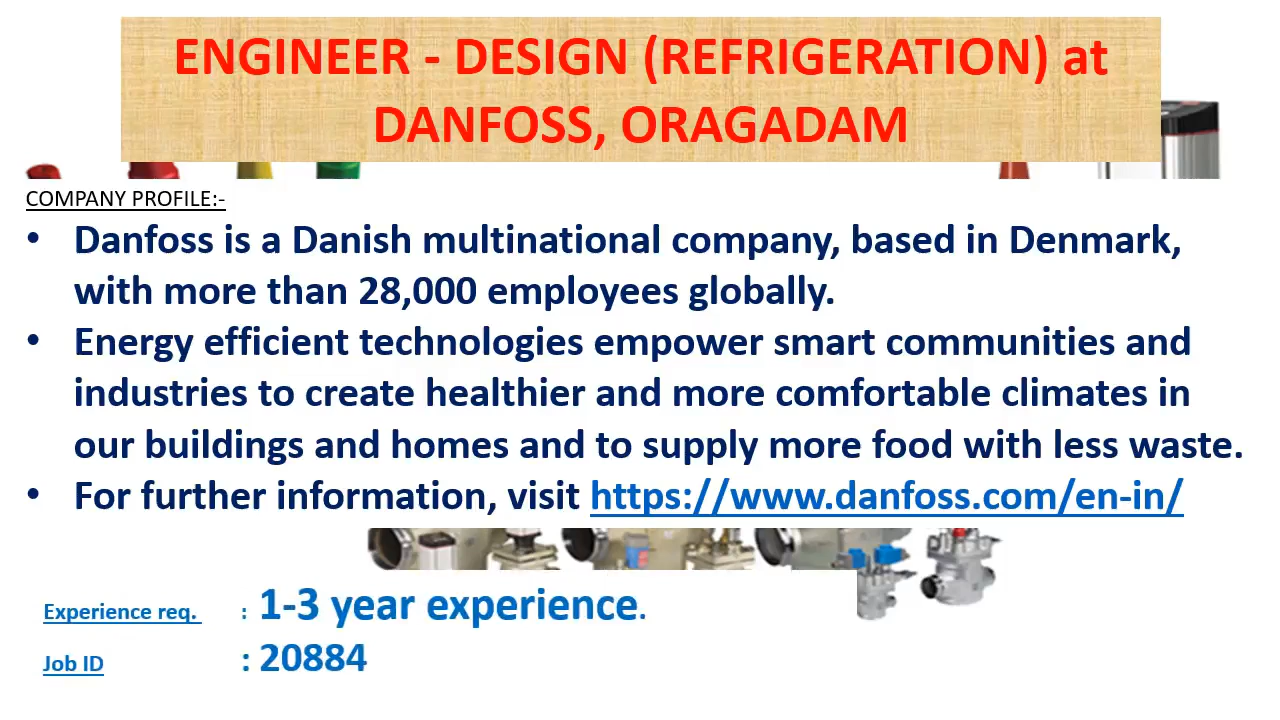 ENGINEER - DESIGN (REFRIGERATION) at
DANFOSS, ORAGADAM
COMPANY PROFILE:-
• Danfoss is a Danish multinational company, based in Denmark,
with more than 28,000 employees globally.
• Energy efficient technologies empower smart communities and
industries to create healthier and more comfortable climates in
our buildings and homes and to supply more food with less waste.
• For further information, visit https://www.danfoss.com/en-in/
Experience req. : 1-3 year experience.
Job ID : 20884